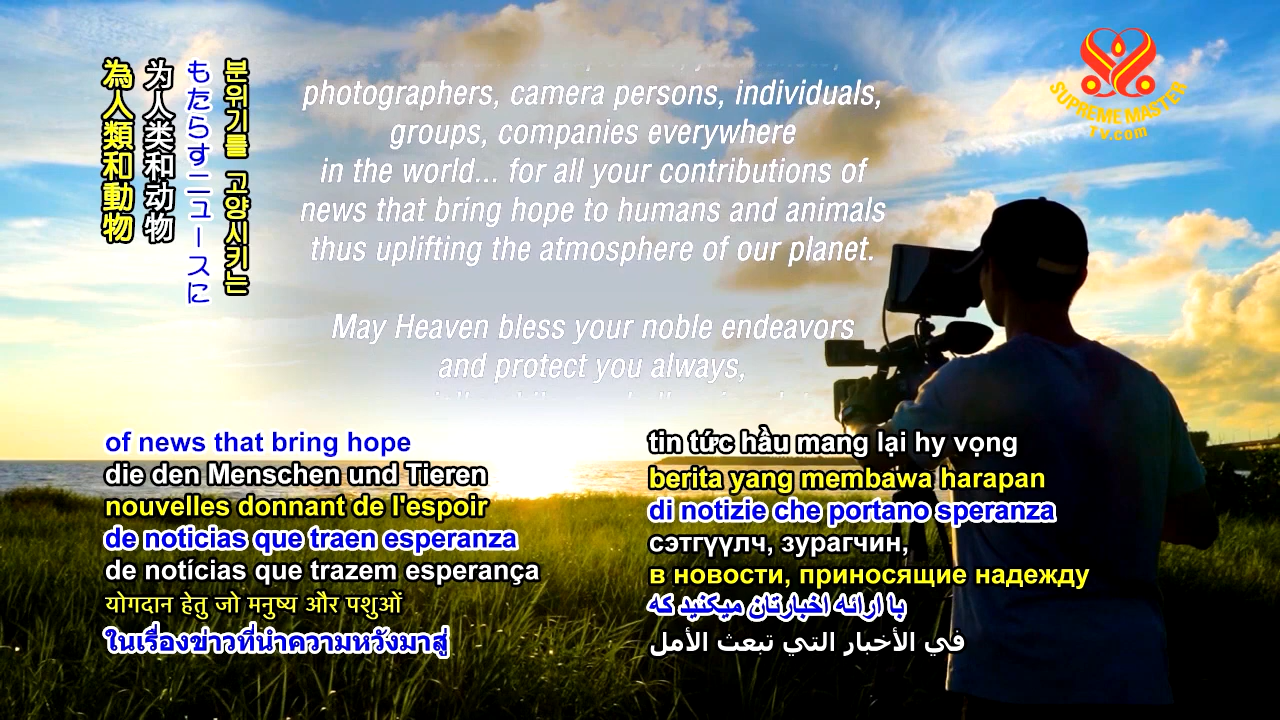 為人類和動物
为人类和动物
もたらすニュースに
분위기를 고양시키는
SUPREME MASTER
TV.com
photographers, camera persons, individuals,
groups, companies everywhere
in the world... for all your contributions of
news that bring hope to humans and animals
thus uplifting the atmosphere of our planet.
May Heaven bless your noble endeavors
and protect you always,
of news that bring hope
die den Menschen und Tieren
nouvelles donnant de l'espoir
de noticias que traen esperanza
de notícias que trazem esperança
योगदान हेतु जो मनुष्य और पशुओं
ในเรื่องข่าวที่นำความหวังมาสู่
tin tức hầu mang lại hy vọng
berita yang membawa harapan
di notizie che portano speranza
сэтгүүлч, зурагчин,
в новости, приносящие надежду
با ارائه اخبارتان میکنید که
في الأخبار التي تبعث الأمل